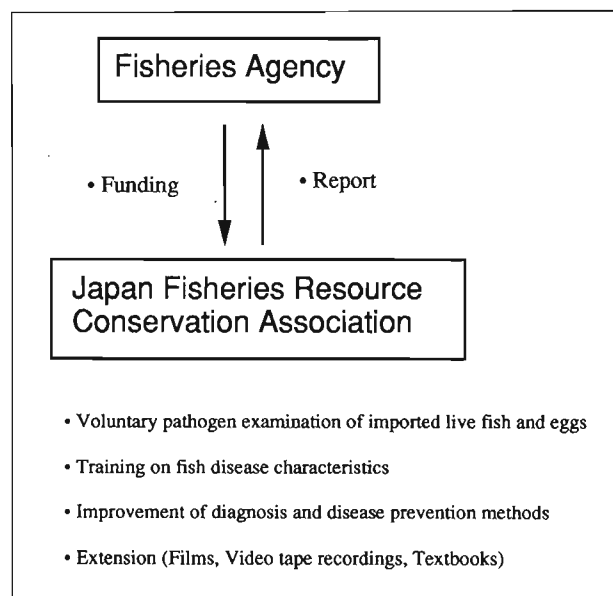 Fisheries Agency
• Funding
• Report
Japan Fisheries Resource
Conservation Association
• Voluntary pathogen examination of imported live fish and eggs
• Training on fish disease characteristics
• Improvement of diagnosis and disease prevention methods
• Extension (Films, Video tape recordings, Textbooks)